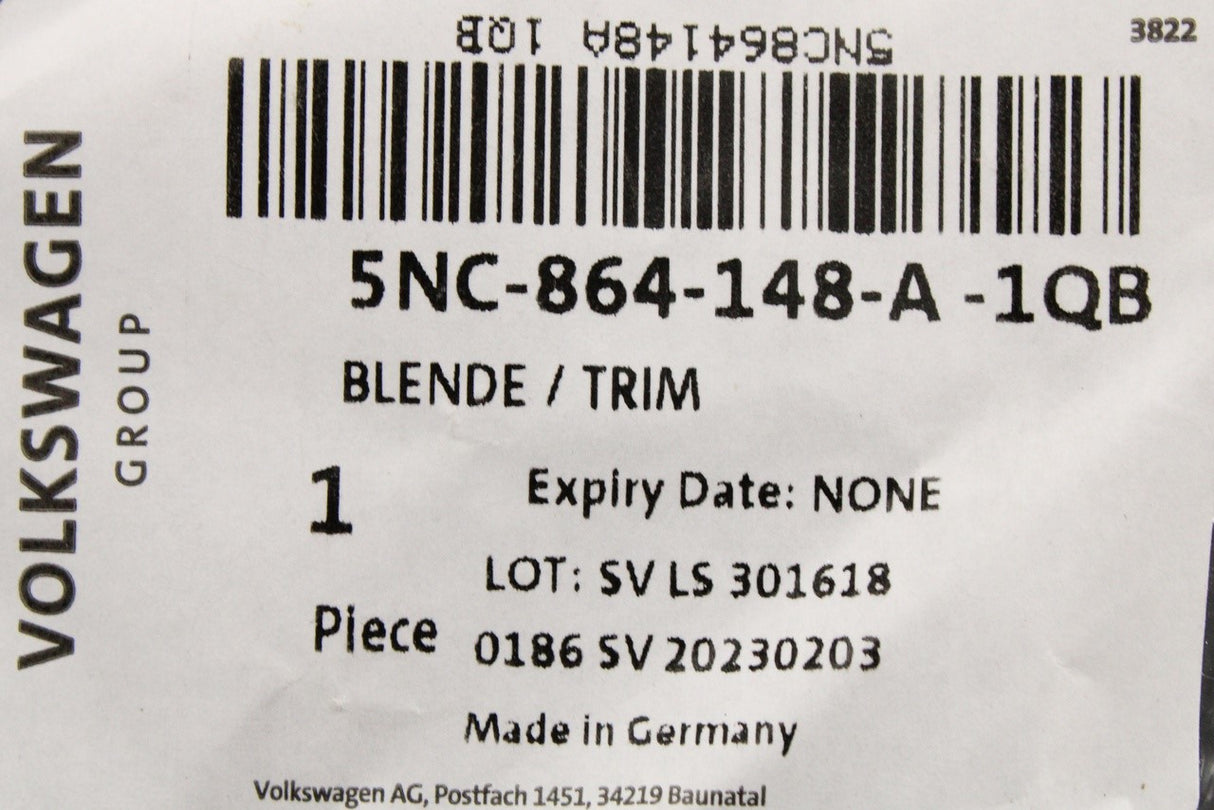 5NC864148A 1QB
3822
VOLKSWAGEN
GROUP
5NC-864-148-A -1QB
BLENDE / TRIM
1
Expiry Date: NONE
LOT: SV LS 301618
Piece
0186 SV 20230203
Made in Germany
Volkswagen AG, Postfach 1451, 34219 Baunatal